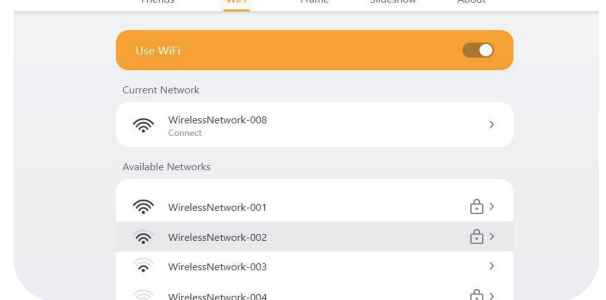 Friends WiFi Frame Slideshow About
Use WiFi
Current Network
WirelessNetwork-008
Connect
Available Networks
WirelessNetwork-001
WirelessNetwork-002
WirelessNetwork-003
WirelessNetwork-004